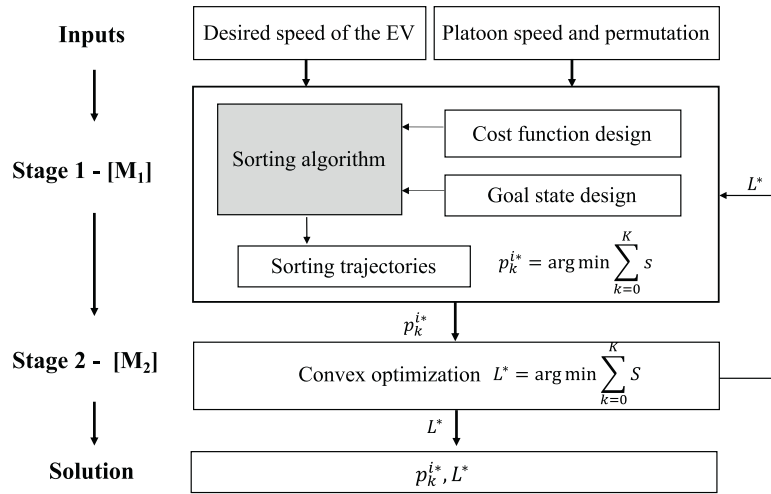 Inputs
Desired speed of the EV
Platoon speed and permutation
Stage 1 - [M₁]
Sorting algorithm
Cost function design
Goal state design
L*
Sorting trajectories
p_k^{i*} = arg min ∑_{k=0}^{K} s
p_k^{i*}
Stage 2 - [M₂]
Convex optimization L* = arg min ∑_{k=0}^{K} S
L*
Solution
p_k^{i*}, L*